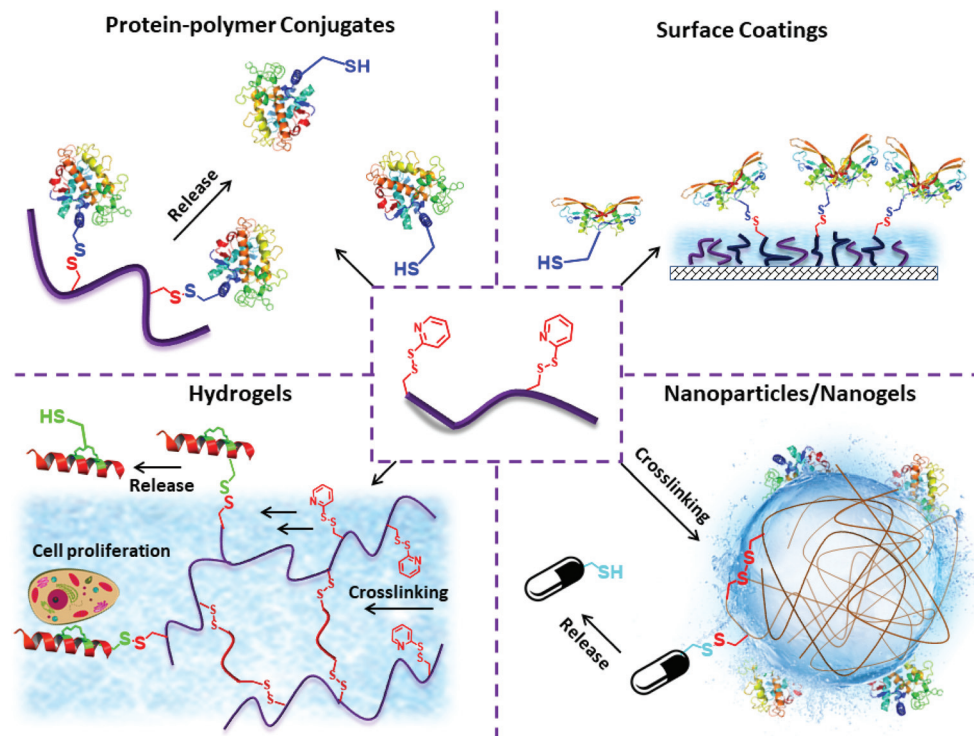 Protein-polymer Conjugates
Surface Coatings
SH
Release
HS
HS
S
S
S
S
S
S
S
S
S
S
N
S
S
N
S
S
Hydrogels
Nanoparticles/Nanogels
HS
Release
S
S
N
S
S
S
S
N
Cell proliferation
Crosslinking
S
S
S
S
N
S
S
S
S
S
S
S
S
Crosslinking
S
S
SH
Release
S
S